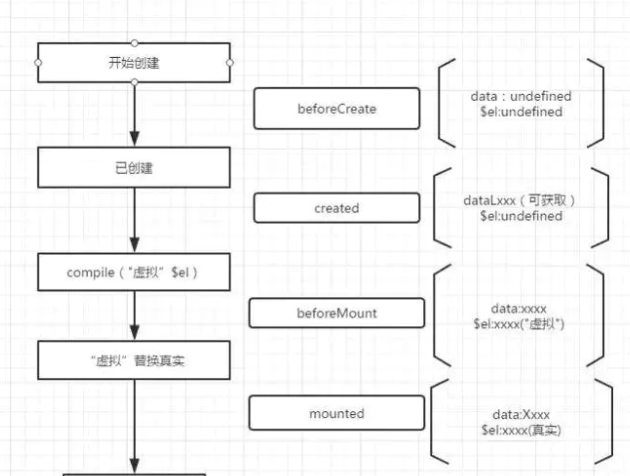 开始创建
beforeCreate
data：undefined
$el:undefined
已创建
created
dataLxxx（可获取）
$el:undefined
compile（“虚拟” $el）
beforeMount
data:xxxx
$el:xxxx("虚拟")
“虚拟” 替换真实
mounted
data:Xxxx
$el:xxxx(真实)